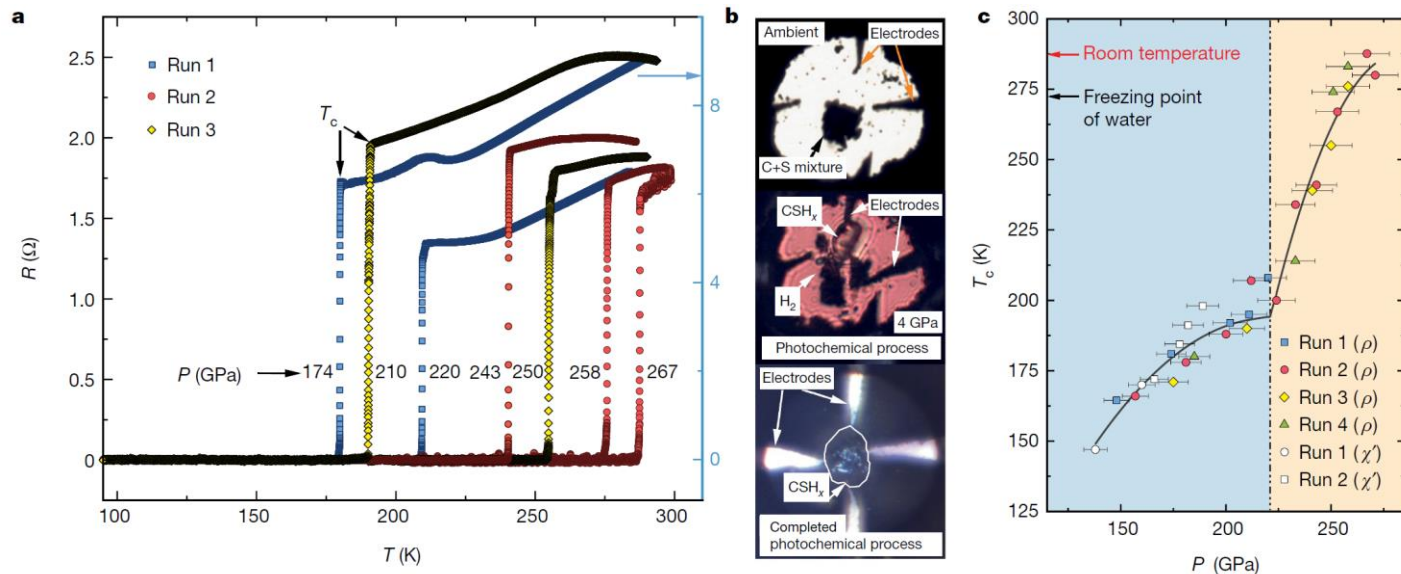 a
2.5
2.0
1.5
1.0
0.5
0
R (Ω)
Run 1
Run 2
Run 3
Tc
P (GPa)
174
210
220
243
250
258
267
8
4
0
100
150
200
250
300
T (K)
b
Ambient
Electrodes
C+S mixture
CSHx
Electrodes
H2
4 GPa
Photochemical process
Electrodes
CSHx
Completed
photochemical process
c
300
275
250
225
200
175
150
125
Tc (K)
Room temperature
Freezing point
of water
Run 1 (ρ)
Run 2 (ρ)
Run 3 (ρ)
Run 4 (ρ)
Run 1 (χ′)
Run 2 (χ′)
150
200
250
P (GPa)